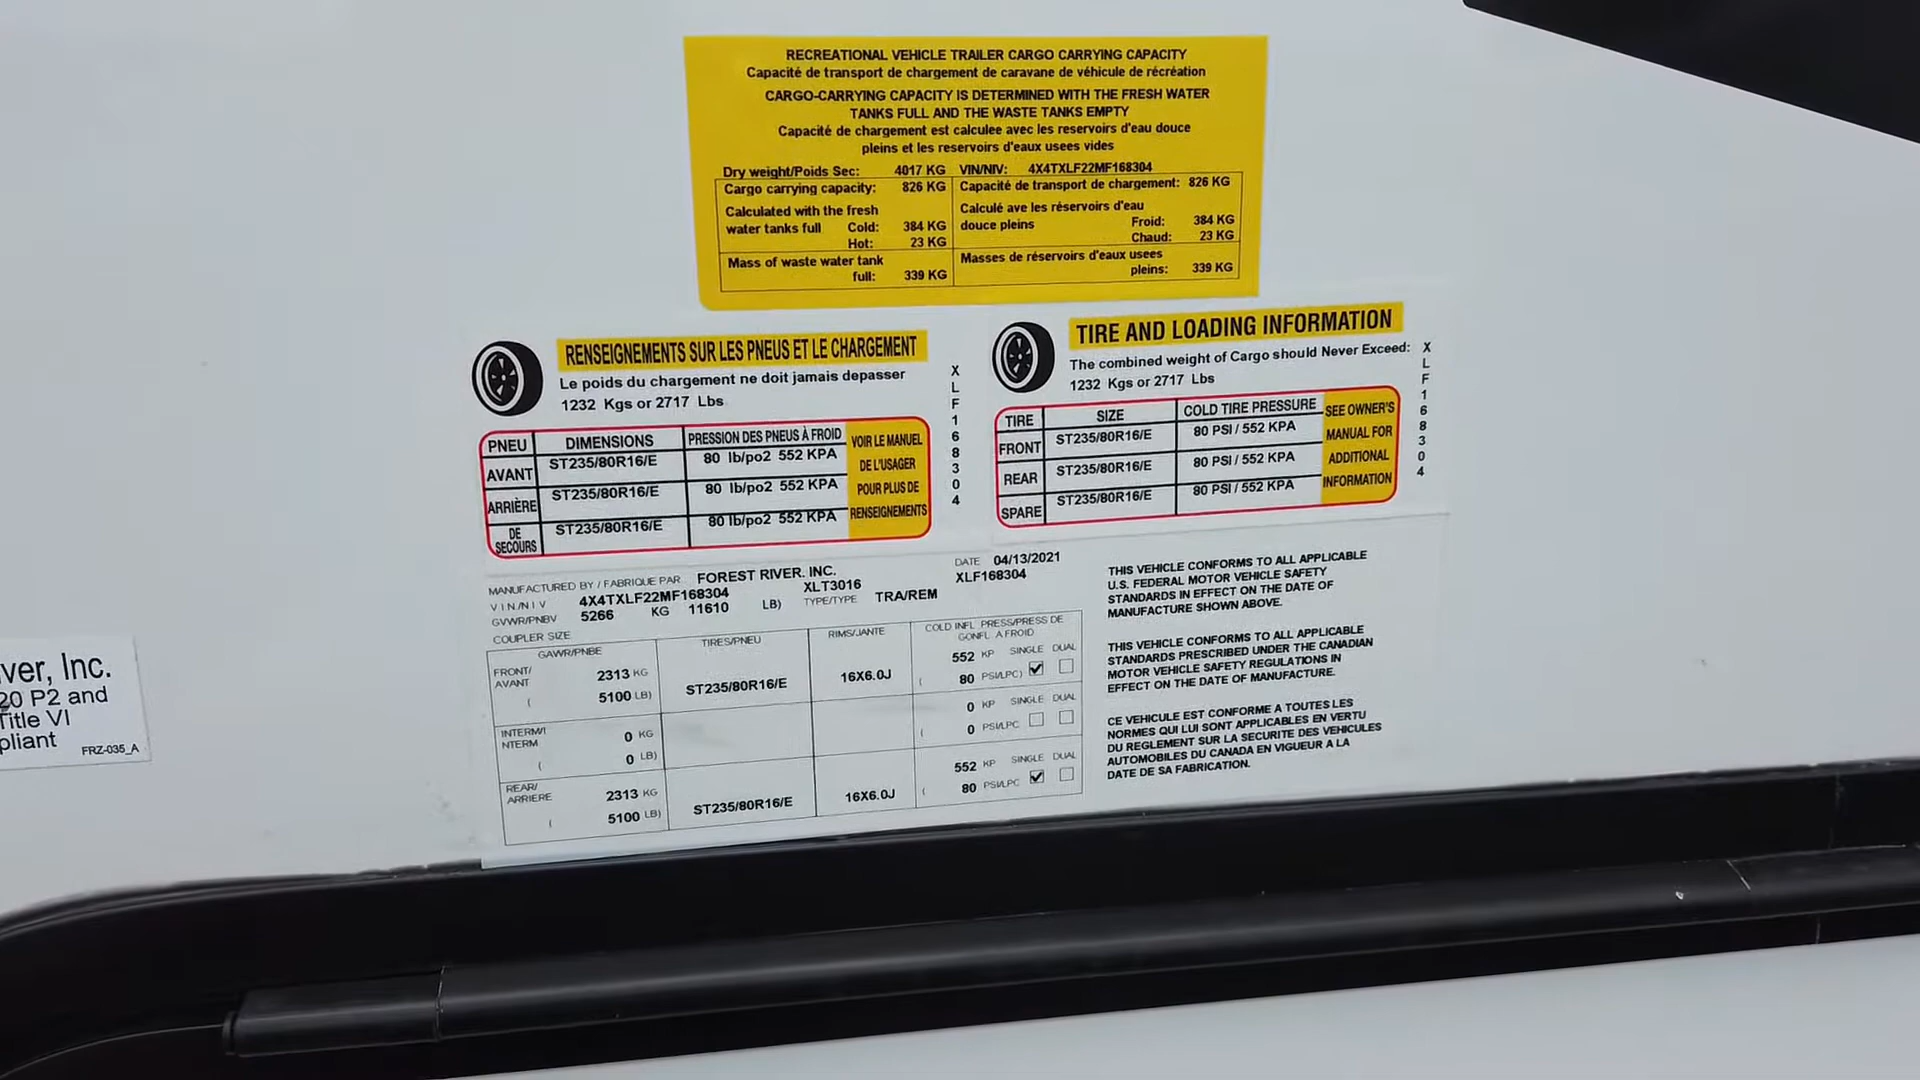 RECREATIONAL VEHICLE TRAILER CARGO CARRYING CAPACITY
Capacité de transport de chargement de caravane de véhicule de récréation
CARGO-CARRYING CAPACITY IS DETERMINED WITH THE FRESH WATER
TANKS FULL AND THE WASTE TANKS EMPTY
Capacité de chargement est calculee avec les reservoirs d'eau douce
pleins et les reservoirs d'eaux usees vides
Dry weight/Poids Sec: 4017 KG VIN/NIV: 4X4TXLF22MF168304
Cargo carrying capacity: 826 KG
Calculated with the fresh
water tanks full Cold: 384 KG
Hot: 23 KG
Mass of waste water tank
full: 339 KG
Capacité de transport de chargement: 826 KG
Calculé ave les réservoirs d'eau
douce pleins Froid: 384 KG
Chaud: 23 KG
Masses de réservoirs d'eaux usees
pleins: 339 KG
RENSEIGNEMENTS SUR LES PNEUS ET LE CHARGEMENT
Le poids du chargement ne doit jamais depasser
1232 Kgs or 2717 Lbs
PNEU DIMENSIONS PRESSION DES PNEUS À FROID
AVANT ST235/80R16/E 80 lb/po2 552 KPA
ARRIÈRE ST235/80R16/E 80 lb/po2 552 KPA
DE SECOURS ST235/80R16/E 80 lb/po2 552 KPA
VOIR LE MANUEL
DE L'USAGER
POUR PLUS DE
RENSEIGNEMENTS
XLF168304
TIRE AND LOADING INFORMATION
The combined weight of Cargo should Never Exceed:
1232 Kgs or 2717 Lbs
TIRE SIZE COLD TIRE PRESSURE
FRONT ST235/80R16/E 80 PSI / 552 KPA
REAR ST235/80R16/E 80 PSI / 552 KPA
SPARE ST235/80R16/E 80 PSI / 552 KPA
SEE OWNER'S
MANUAL FOR
ADDITIONAL
INFORMATION
XLF168304
MANUFACTURED BY / FABRIQUE PAR FOREST RIVER. INC. DATE 04/13/2021
VIN/NIV 4X4TXLF22MF168304 XLT3016 XLF168304
GVWR/PNBV 5266 KG 11610 LB) TYPE/TYPE TRA/REM
COUPLER SIZE
GAWR/PNBE TIRES/PNEU RIMS/JANTE COLD INFL PRESS/PRESS DE
GONFL A FROID
FRONT/ 2313 KG 552 KP SINGLE DUAL
AVANT ( 5100 LB) ST235/80R16/E 16X6.0J ( 80 PSI/LPC)
INTERM/I 0 KG 0 KP SINGLE DUAL
NTERM ( 0 LB) ( 0 PSI/LPC
REAR/ 2313 KG 552 KP SINGLE DUAL
ARRIERE ( 5100 LB) ST235/80R16/E 16X6.0J ( 80 PSI/LPC
THIS VEHICLE CONFORMS TO ALL APPLICABLE
U.S. FEDERAL MOTOR VEHICLE SAFETY
STANDARDS IN EFFECT ON THE DATE OF
MANUFACTURE SHOWN ABOVE.
THIS VEHICLE CONFORMS TO ALL APPLICABLE
STANDARDS PRESCRIBED UNDER THE CANADIAN
MOTOR VEHICLE SAFETY REGULATIONS IN
EFFECT ON THE DATE OF MANUFACTURE.
CE VEHICULE EST CONFORME A TOUTES LES
NORMES QUI LUI SONT APPLICABLES EN VERTU
DU REGLEMENT SUR LA SECURITE DES VEHICULES
AUTOMOBILES DU CANADA EN VIGUEUR A LA
DATE DE SA FABRICATION.
ver, Inc.
20 P2 and
Title VI
pliant
FRZ-035_A